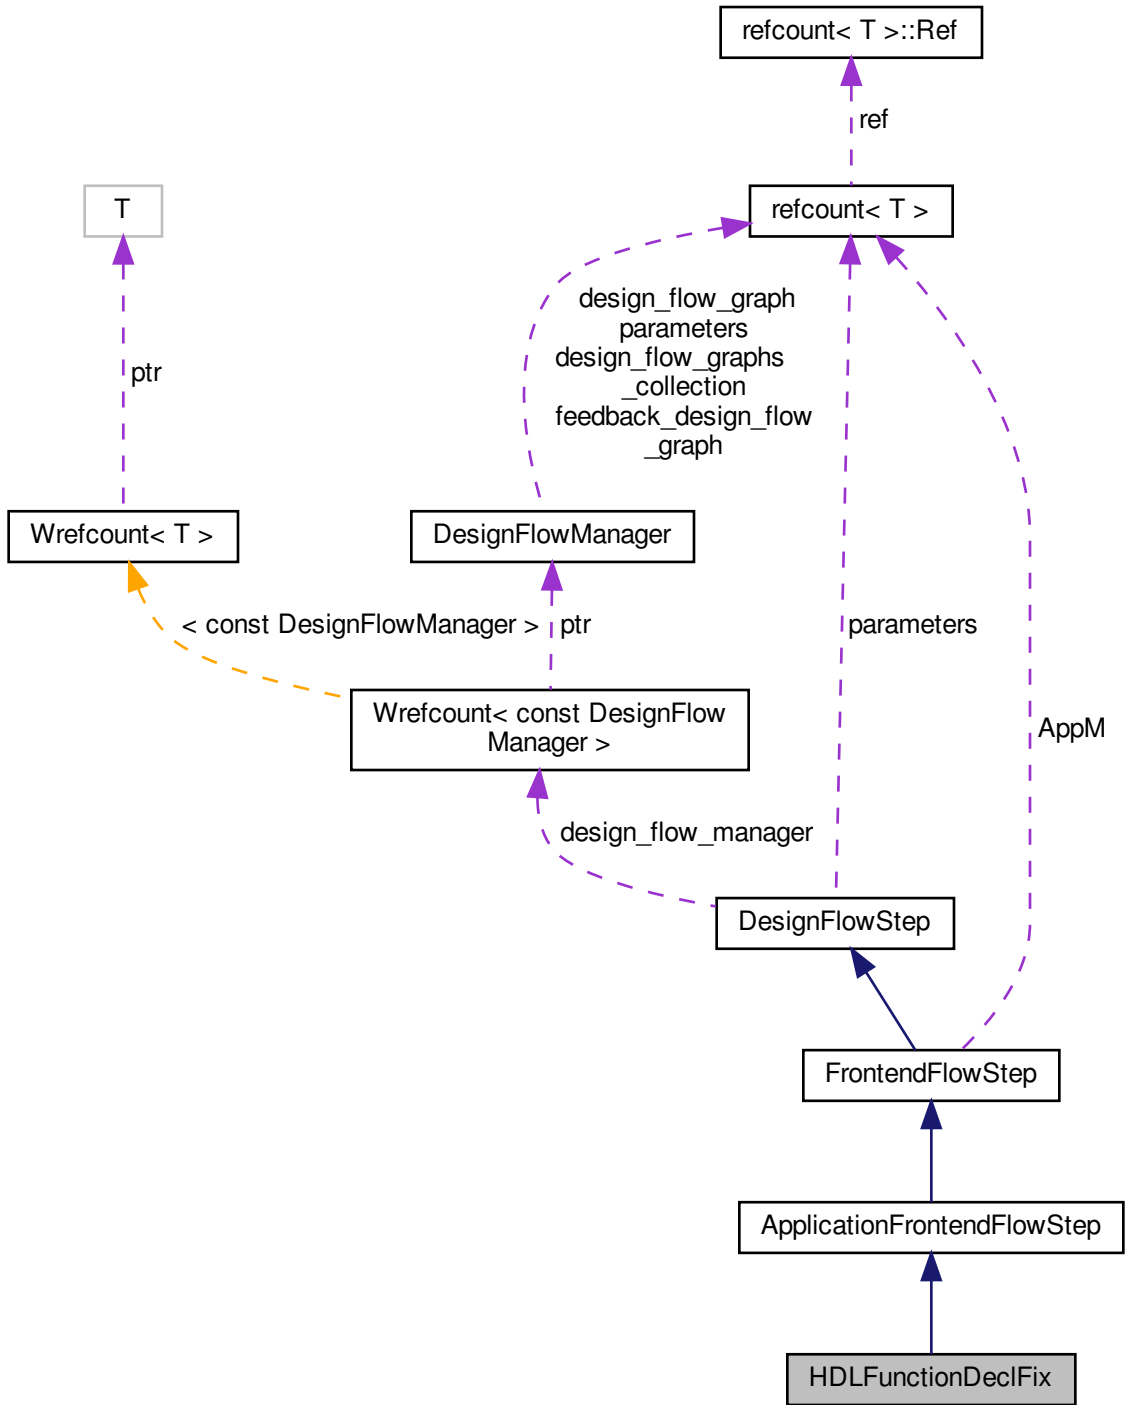 refcount< T >::Ref
ref
T
refcount< T >
design_flow_graph
parameters
design_flow_graphs
_collection
feedback_design_flow
_graph
ptr
Wrefcount< T >
DesignFlowManager
< const DesignFlowManager >
ptr
parameters
Wrefcount< const DesignFlow
Manager >
AppM
design_flow_manager
DesignFlowStep
FrontendFlowStep
ApplicationFrontendFlowStep
HDLFunctionDeclFix